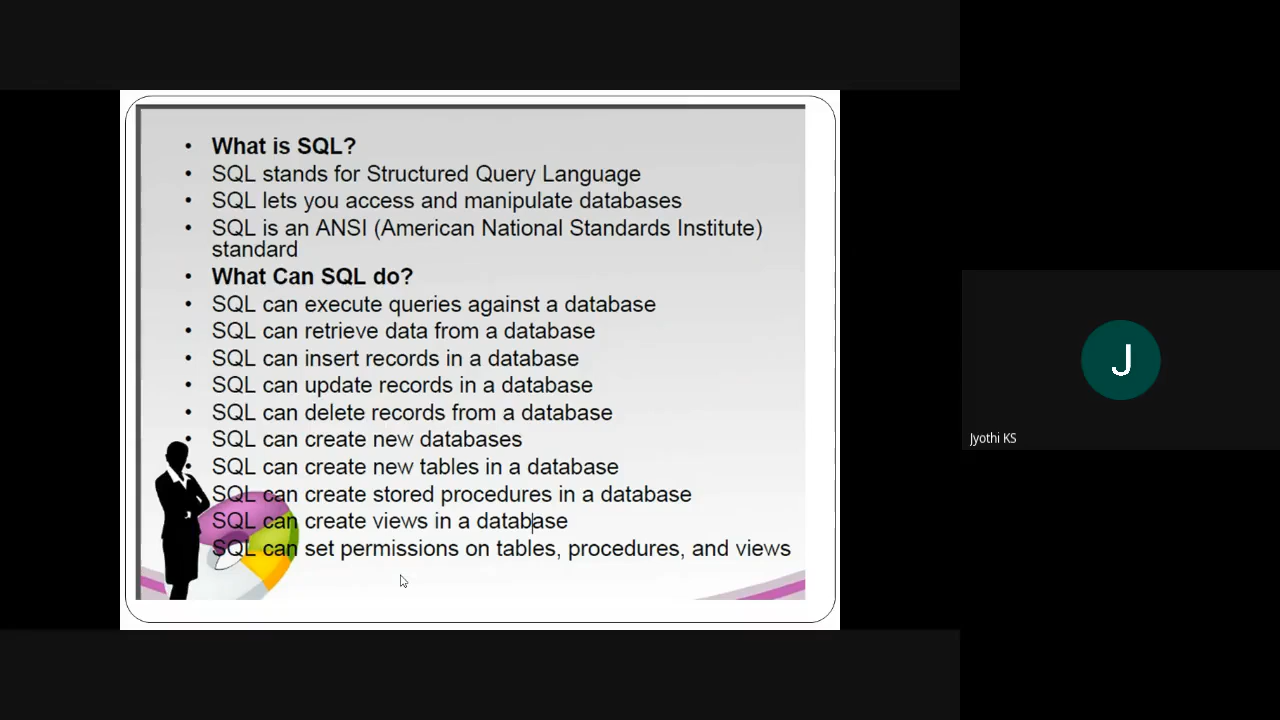 • What is SQL?
• SQL stands for Structured Query Language
• SQL lets you access and manipulate databases
• SQL is an ANSI (American National Standards Institute)
standard
• What Can SQL do?
• SQL can execute queries against a database
• SQL can retrieve data from a database
• SQL can insert records in a database
• SQL can update records in a database
• SQL can delete records from a database
• SQL can create new databases
• SQL can create new tables in a database
SQL can create stored procedures in a database
SQL can create views in a database
SQL can set permissions on tables, procedures, and views
J
Jyothi KS